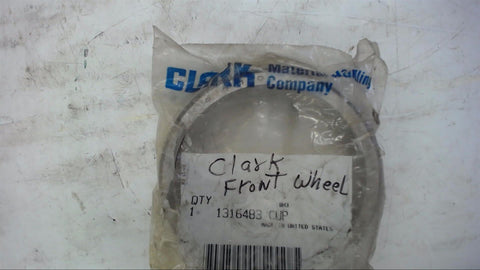 CLARK Material Handling
Company
Clark
Front Wheel
QTY
1 1316483 CUP
MADE IN UNITED STATES